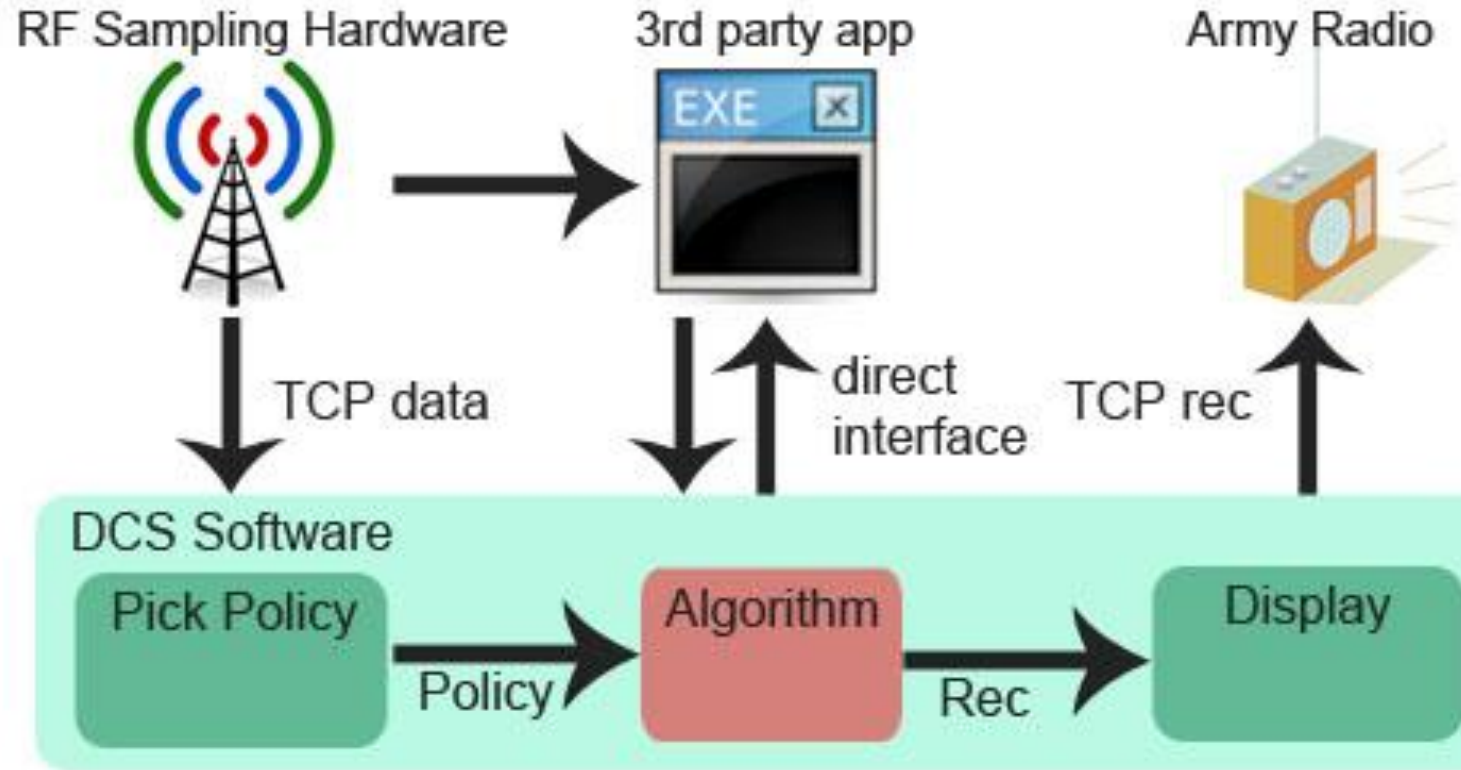 RF Sampling Hardware
3rd party app
Army Radio
EXE
TCP data
direct
interface
TCP rec
DCS Software
Pick Policy
Algorithm
Display
Policy
Rec